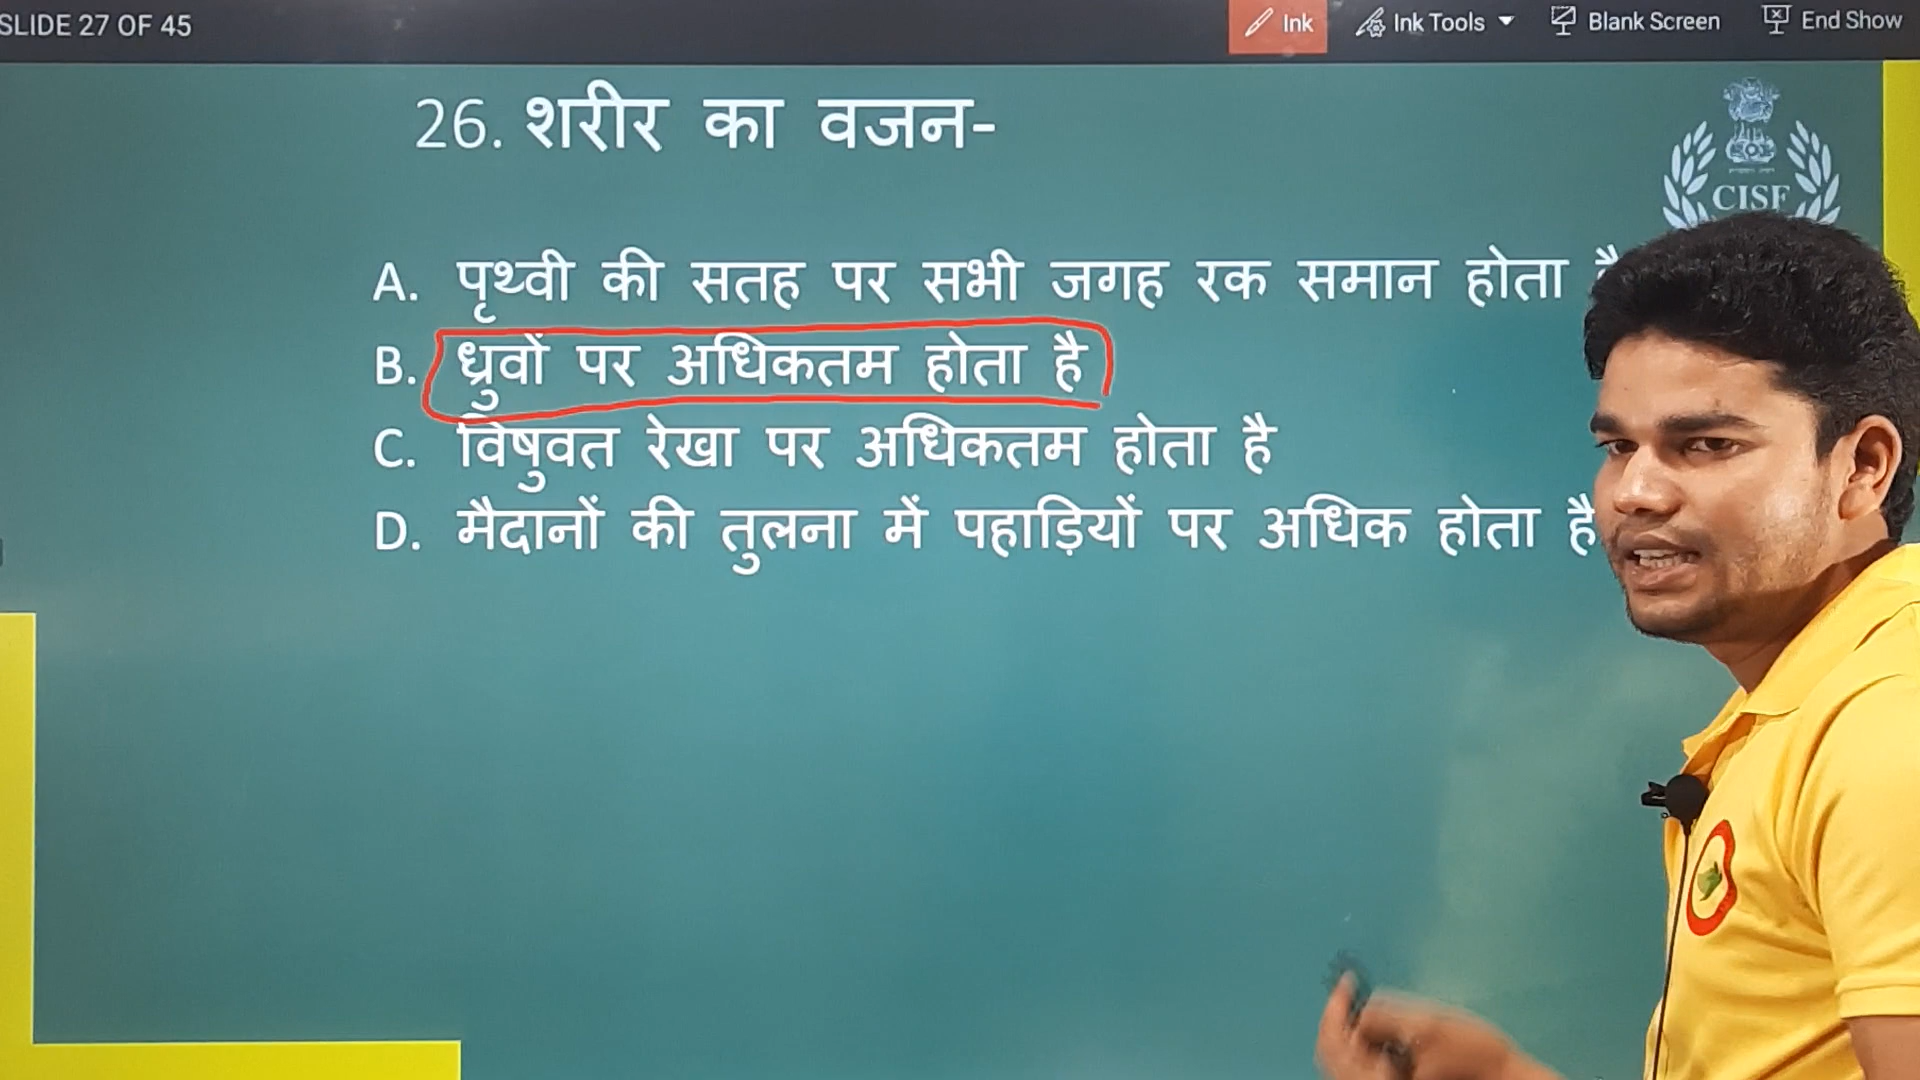 SLIDE 27 OF 45
Ink
Ink Tools
Blank Screen
End Show
26. शरीर का वजन-
CISF
A. पृथ्वी की सतह पर सभी जगह रक समान होता है
B. ध्रुवों पर अधिकतम होता है
C. विषुवत रेखा पर अधिकतम होता है
D. मैदानों की तुलना में पहाड़ियों पर अधिक होता है